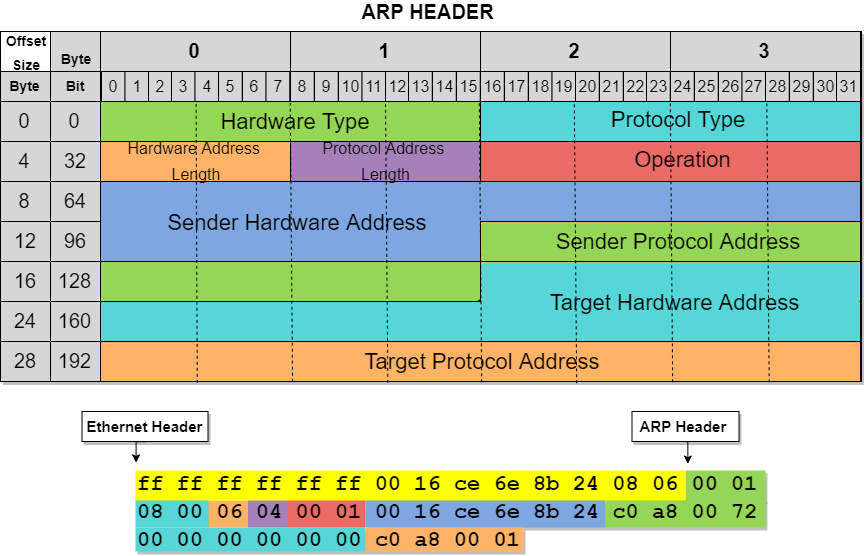 ARP HEADER
Offset Size Byte 0 1 2 3
Byte Bit 0 1 2 3 4 5 6 7 8 9 10 11 12 13 14 15 16 17 18 19 20 21 22 23 24 25 26 27 28 29 30 31
0 0 Hardware Type Protocol Type
4 32 Hardware Address Length Protocol Address Length Operation
8 64
Sender Hardware Address
12 96 Sender Protocol Address
16 128
Target Hardware Address
24 160
28 192 Target Protocol Address
Ethernet Header ARP Header
ff ff ff ff ff ff 00 16 ce 6e 8b 24 08 06 00 01
08 00 06 04 00 01 00 16 ce 6e 8b 24 c0 a8 00 72
00 00 00 00 00 00 c0 a8 00 01